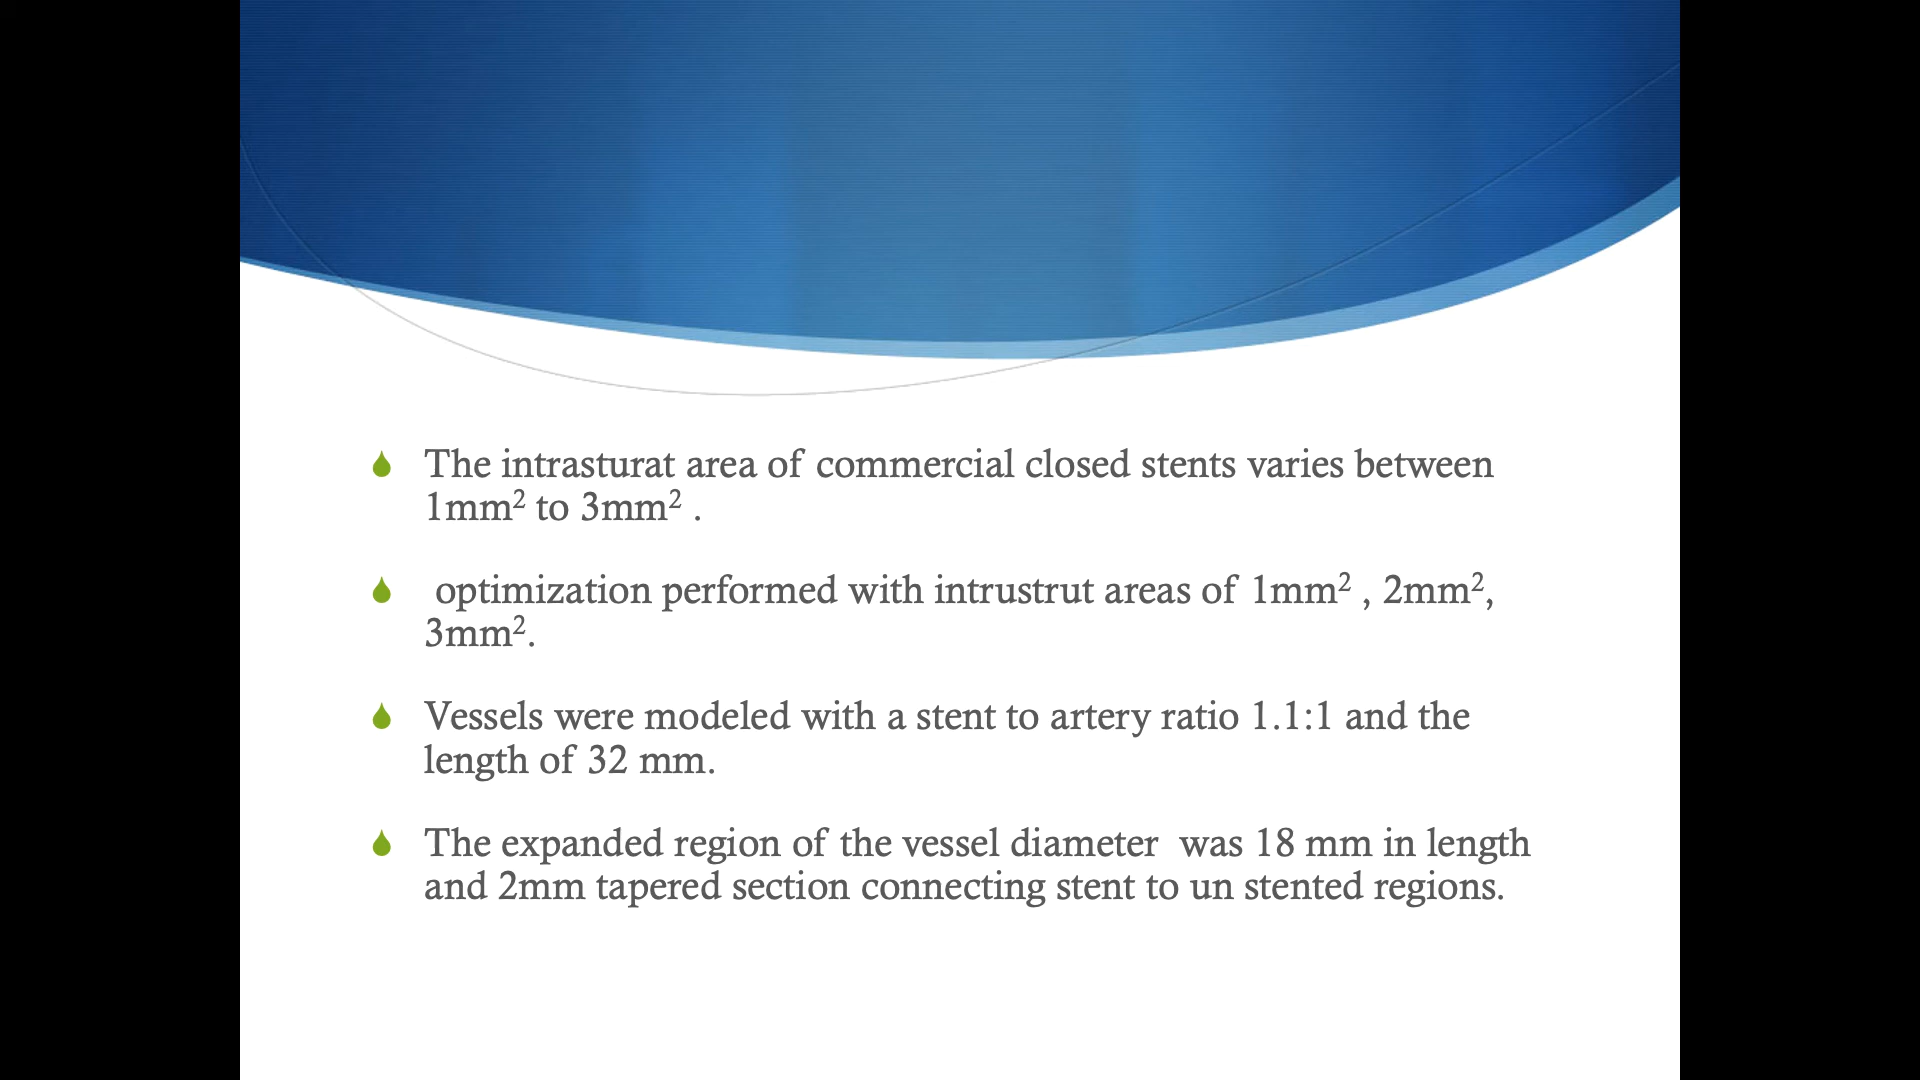 The intrasturat area of commercial closed stents varies between
1mm² to 3mm² .
optimization performed with intrustrut areas of 1mm² , 2mm²,
3mm².
Vessels were modeled with a stent to artery ratio 1.1:1 and the
length of 32 mm.
The expanded region of the vessel diameter  was 18 mm in length
and 2mm tapered section connecting stent to un stented regions.